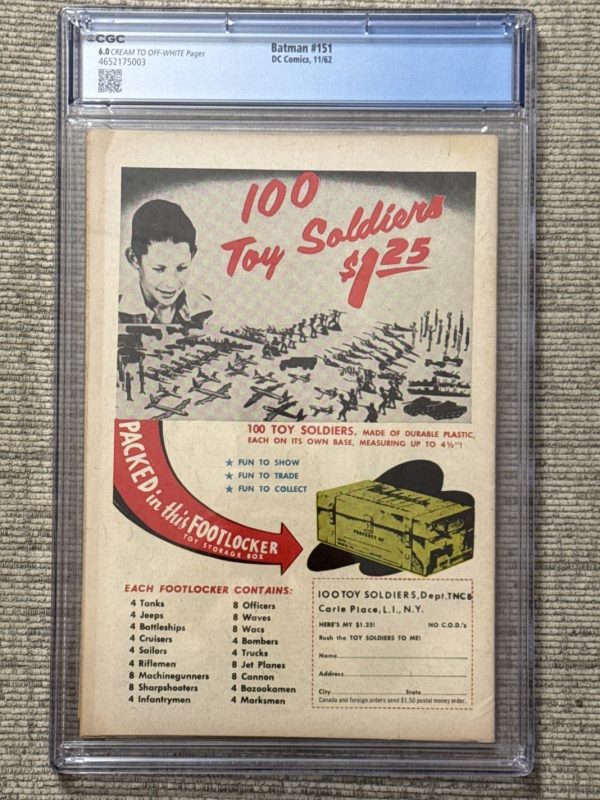 CGC
6.0 CREAM TO OFF-WHITE Pages
4652175003
Batman #151
DC Comics, 11/62
100
Toy Soldiers
$1.25
100 TOY SOLDIERS, MADE OF DURABLE PLASTIC,
EACH ON ITS OWN BASE, MEASURING UP TO 4½"!
★ FUN TO SHOW
★ FUN TO TRADE
★ FUN TO COLLECT
PACKED in this FOOTLOCKER
TOY STORAGE BOX
PROPERTY OF
EACH FOOTLOCKER CONTAINS:
4 Tanks
4 Jeeps
4 Battleships
4 Cruisers
4 Sailors
4 Riflemen
8 Machinegunners
8 Sharpshooters
4 Infantrymen
8 Officers
8 Waves
8 Wacs
4 Bombers
4 Trucks
8 Jet Planes
8 Cannon
4 Bazookamen
4 Marksmen
100 TOY SOLDIERS, Dept. TNC8
Carle Place, L.I., N.Y.
HERE'S MY $1.25! NO C.O.D.'s
Rush the TOY SOLDIERS TO ME!
Name
Address
City State
Canada and foreign orders send $1.50 postal money order.